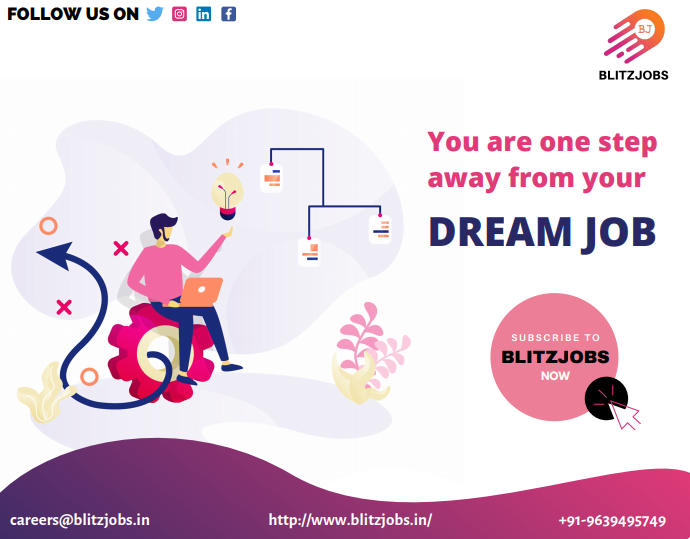 FOLLOW US ON
BJ
BLITZJOBS
You are one step
away from your
DREAM JOB
SUBSCRIBE TO
BLITZJOBS
NOW
careers@blitzjobs.in
http://www.blitzjobs.in/
+91-9639495749